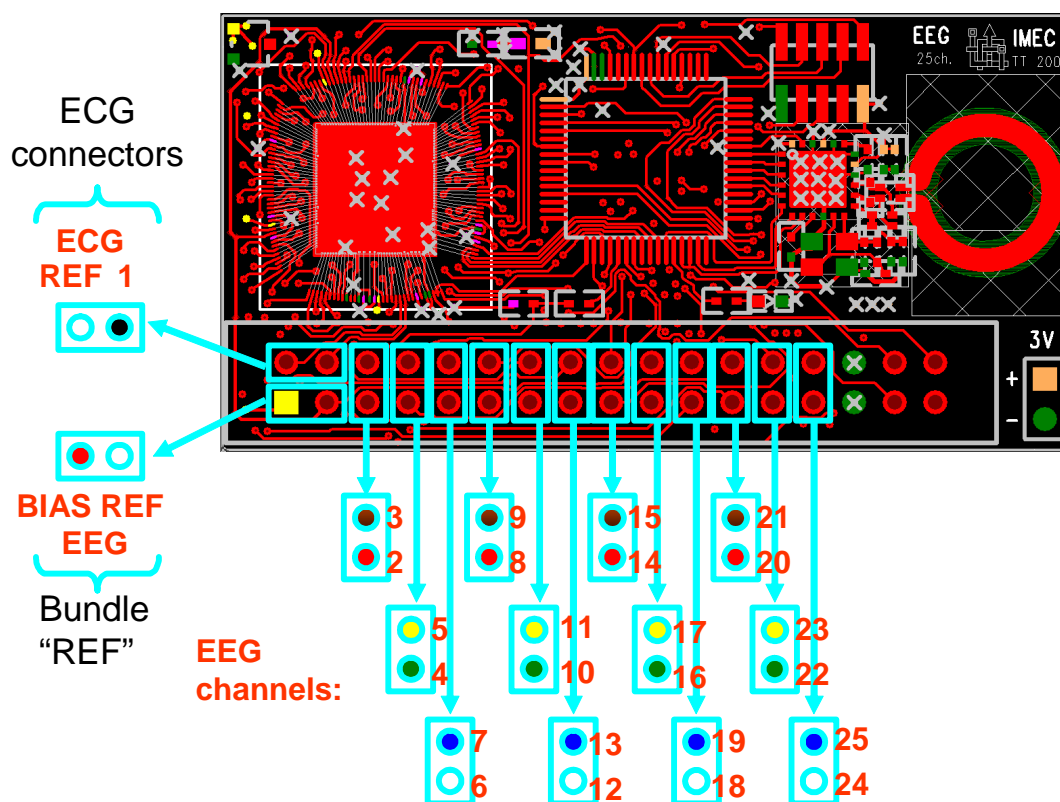 EEG IMEC
25ch. TT 200
ECG
connectors
ECG
REF 1
3V
+
-
BIAS REF
EEG
Bundle
“REF”
3 9 15 21
2 8 14 20
5 11 17 23
4 10 16 22
EEG
channels:
7 13 19 25
6 12 18 24